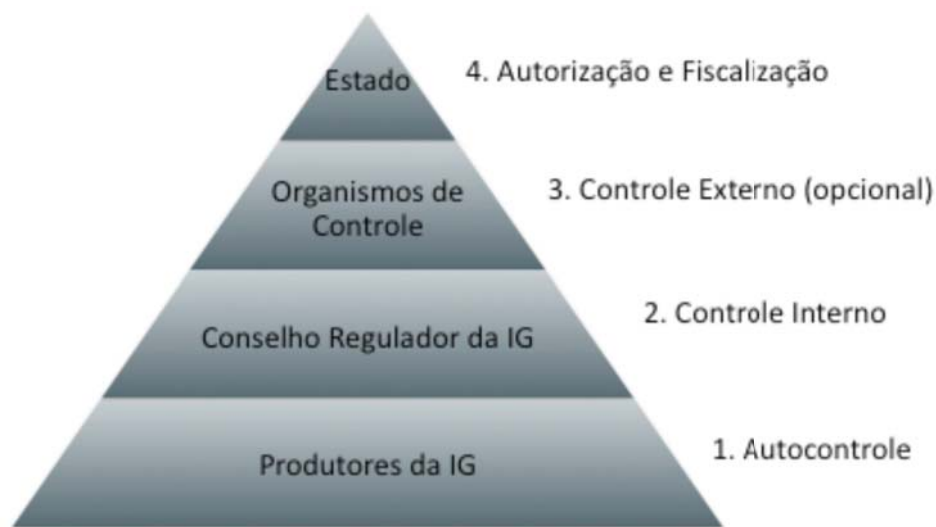 Estado
4. Autorização e Fiscalização
Organismos de
Controle
3. Controle Externo (opcional)
Conselho Regulador da IG
2. Controle Interno
Produtores da IG
1. Autocontrole